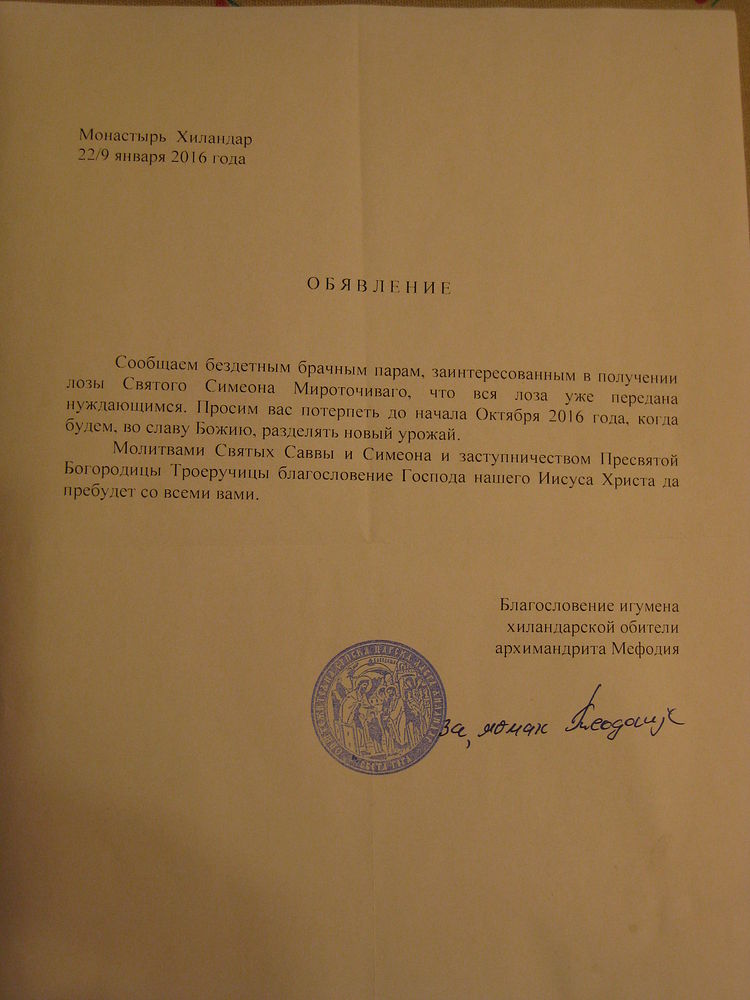 Монастырь Хиландар
22/9 января 2016 года
ОБЯВЛЕНИЕ
Сообщаем бездетным брачным парам, заинтересованным в получении
лозы Святого Симеона Мироточиваго, что вся лоза уже передана
нуждающимся. Просим вас потерпеть до начала Октября 2016 года, когда
будем, во славу Божию, разделять новый урожай.
Молитвами Святых Саввы и Симеона и заступничеством Пресвятой
Богородицы Троеручицы благословение Господа нашего Иисуса Христа да
пребудет со всеми вами.
Благословение игумена
хиландарской обители
архимандрита Мефодия
за, монах